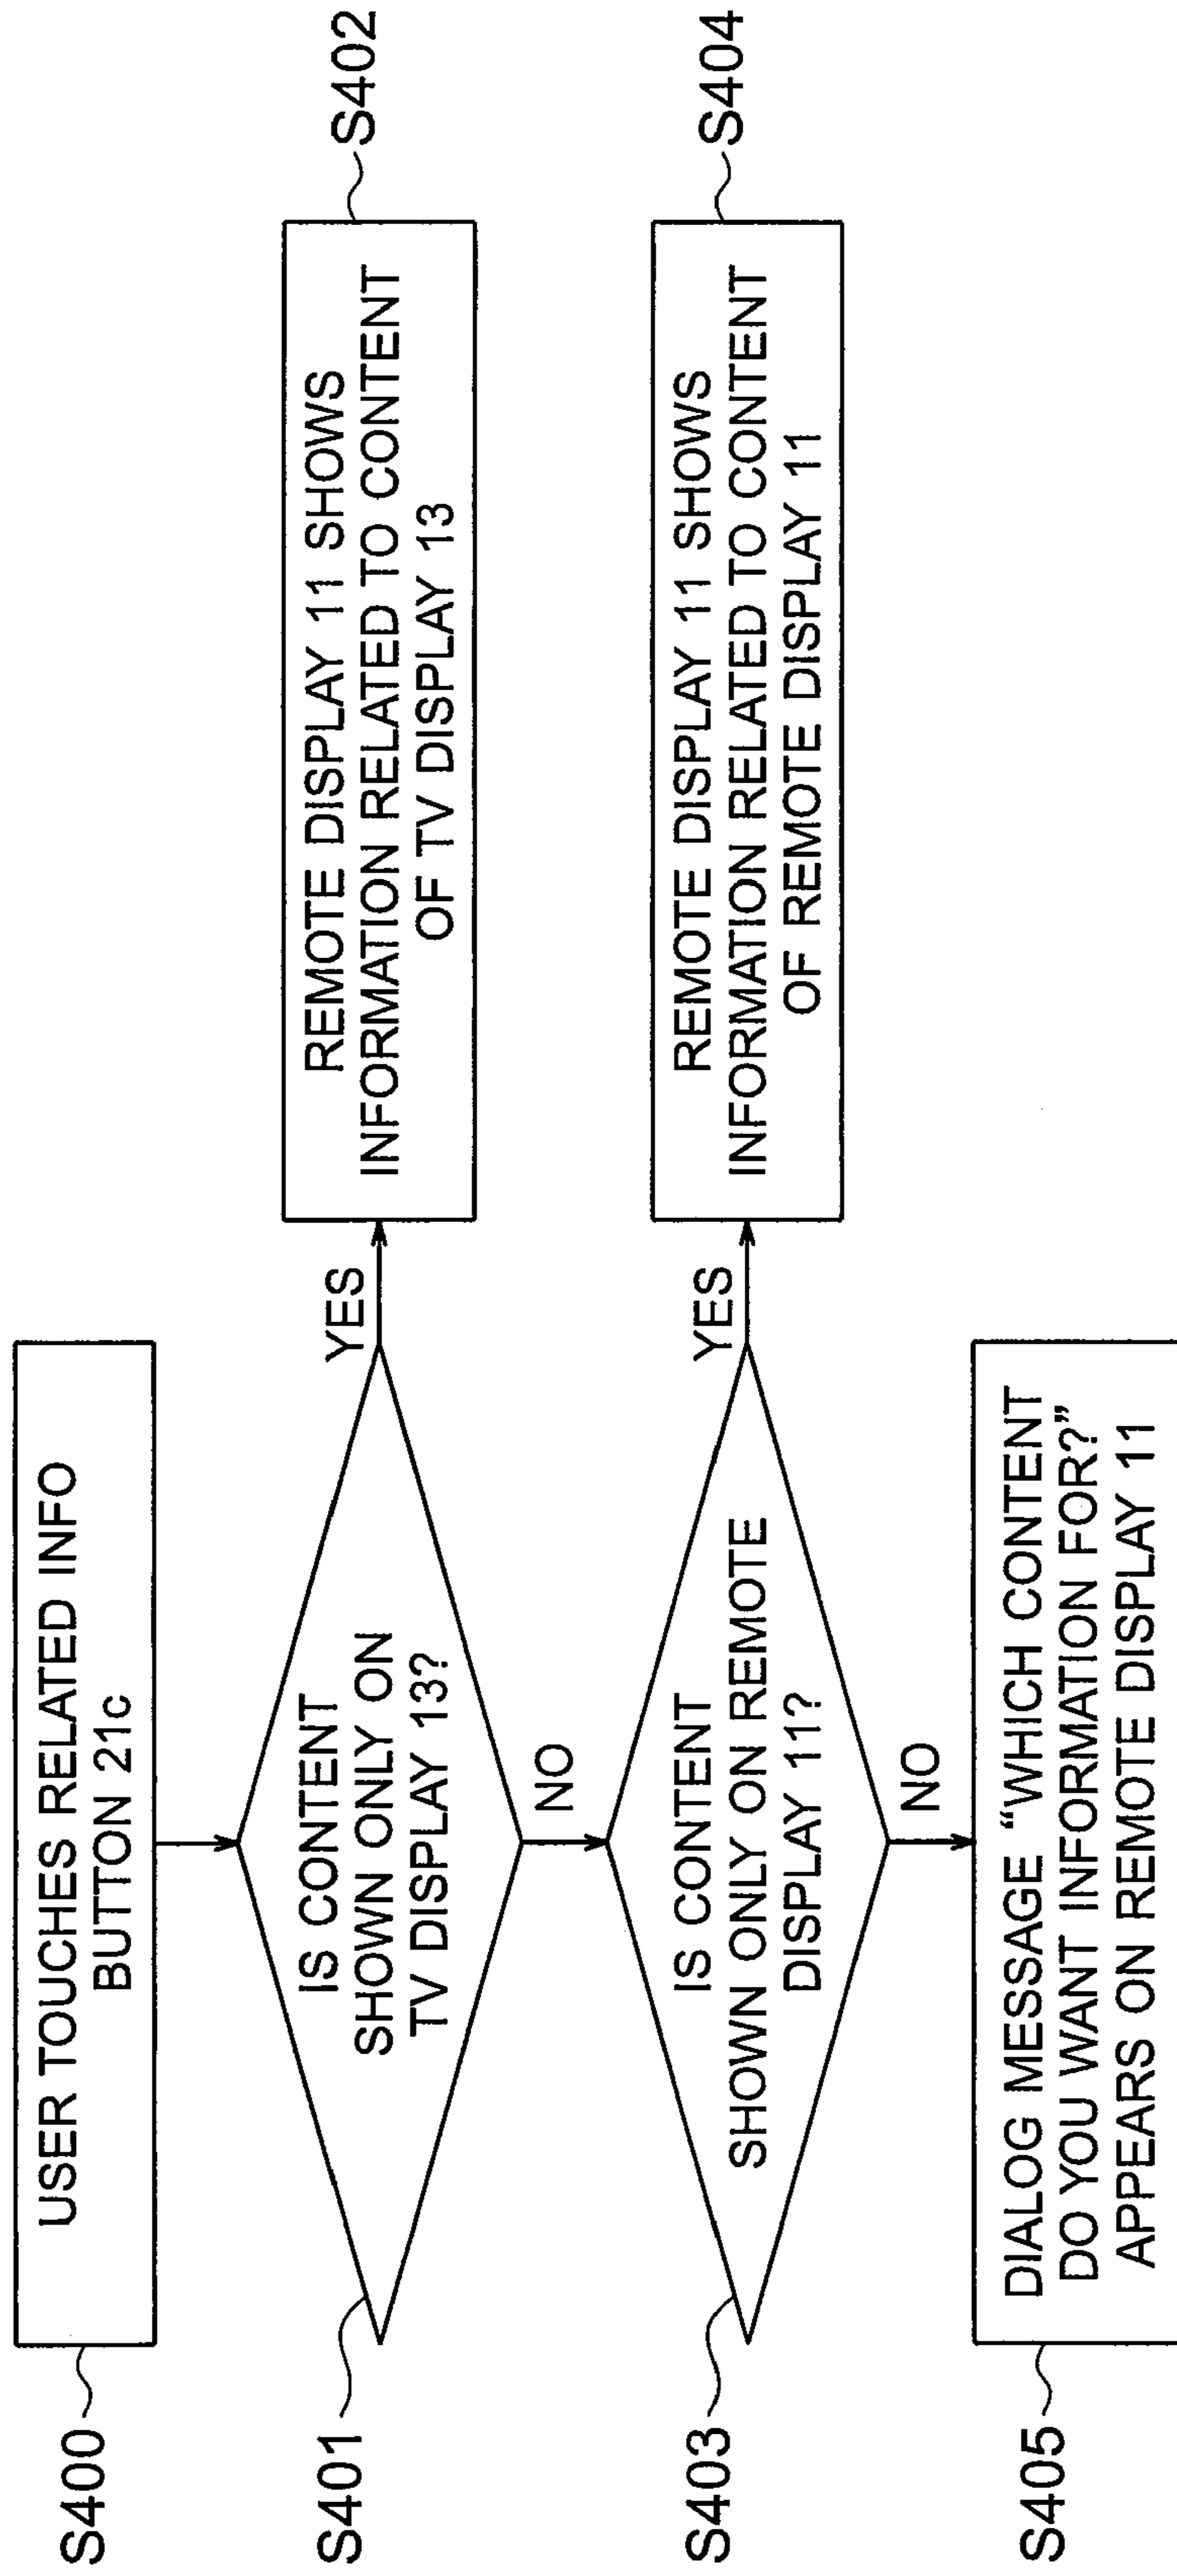 S400
USER TOUCHES RELATED INFO
BUTTON 21c
S401
IS CONTENT
SHOWN ONLY ON
TV DISPLAY 13?
YES
REMOTE DISPLAY 11 SHOWS
INFORMATION RELATED TO CONTENT
OF TV DISPLAY 13
S402
NO
S403
IS CONTENT
SHOWN ONLY ON REMOTE
DISPLAY 11?
YES
REMOTE DISPLAY 11 SHOWS
INFORMATION RELATED TO CONTENT
OF REMOTE DISPLAY 11
S404
NO
S405
DIALOG MESSAGE “WHICH CONTENT
DO YOU WANT INFORMATION FOR?”
APPEARS ON REMOTE DISPLAY 11